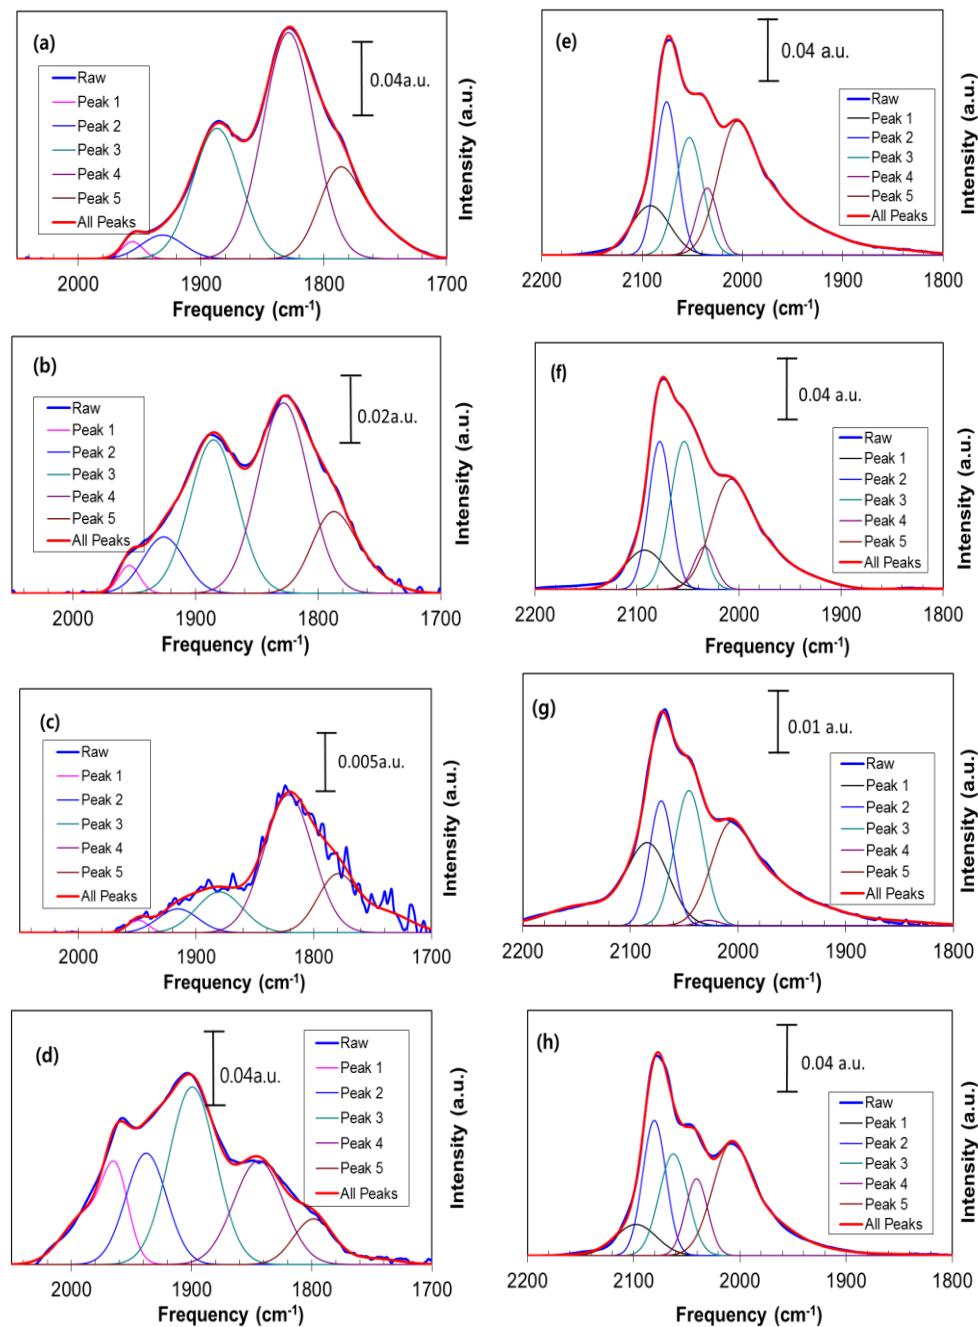 (a)
0.04a.u.
Raw
Peak 1
Peak 2
Peak 3
Peak 4
Peak 5
All Peaks
2000
1900
1800
1700
Frequency (cm-1)
Intensity (a.u.)
(e)
0.04 a.u.
Raw
Peak 1
Peak 2
Peak 3
Peak 4
Peak 5
All Peaks
2200
2100
2000
1900
1800
Frequency (cm-1)
Intensity (a.u.)
(b)
0.02a.u.
Raw
Peak 1
Peak 2
Peak 3
Peak 4
Peak 5
All Peaks
2000
1900
1800
1700
Frequency (cm-1)
Intensity (a.u.)
(f)
0.04 a.u.
Raw
Peak 1
Peak 2
Peak 3
Peak 4
Peak 5
All Peaks
2200
2100
2000
1900
1800
Frequency (cm-1)
Intensity (a.u.)
(c)
0.005a.u.
Raw
Peak 1
Peak 2
Peak 3
Peak 4
Peak 5
All Peaks
2000
1900
1800
1700
Frequency (cm-1)
Intensity (a.u.)
(g)
0.01 a.u.
Raw
Peak 1
Peak 2
Peak 3
Peak 4
Peak 5
All Peaks
2200
2100
2000
1900
1800
Frequency (cm-1)
Intensity (a.u.)
(d)
0.04a.u.
Raw
Peak 1
Peak 2
Peak 3
Peak 4
Peak 5
All Peaks
2000
1900
1800
1700
Frequency (cm-1)
Intensity (a.u.)
(h)
0.04 a.u.
Raw
Peak 1
Peak 2
Peak 3
Peak 4
Peak 5
All Peaks
2200
2100
2000
1900
1800
Frequency (cm-1)
Intensity (a.u.)